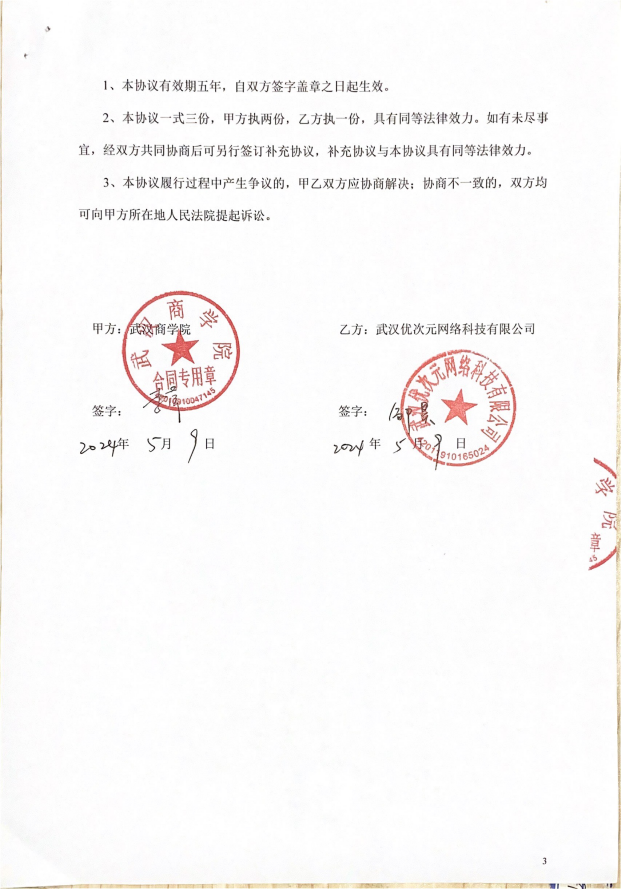 1、本协议有效期五年，自双方签字盖章之日起生效。
2、本协议一式三份，甲方执两份，乙方执一份，具有同等法律效力。如有未尽事
宜，经双方共同协商后可另行签订补充协议，补充协议与本协议具有同等法律效力。
3、本协议履行过程中产生争议的，甲乙双方应协商解决；协商不一致的，双方均
可向甲方所在地人民法院提起诉讼。
甲方：武汉商学院
乙方：武汉优次元网络科技有限公司
武汉商学院
合同专用章
武汉优次元网络科技有限公司
签字：
签字：
2024年 5月 9日
2024年 5月 9日
学院
章
3